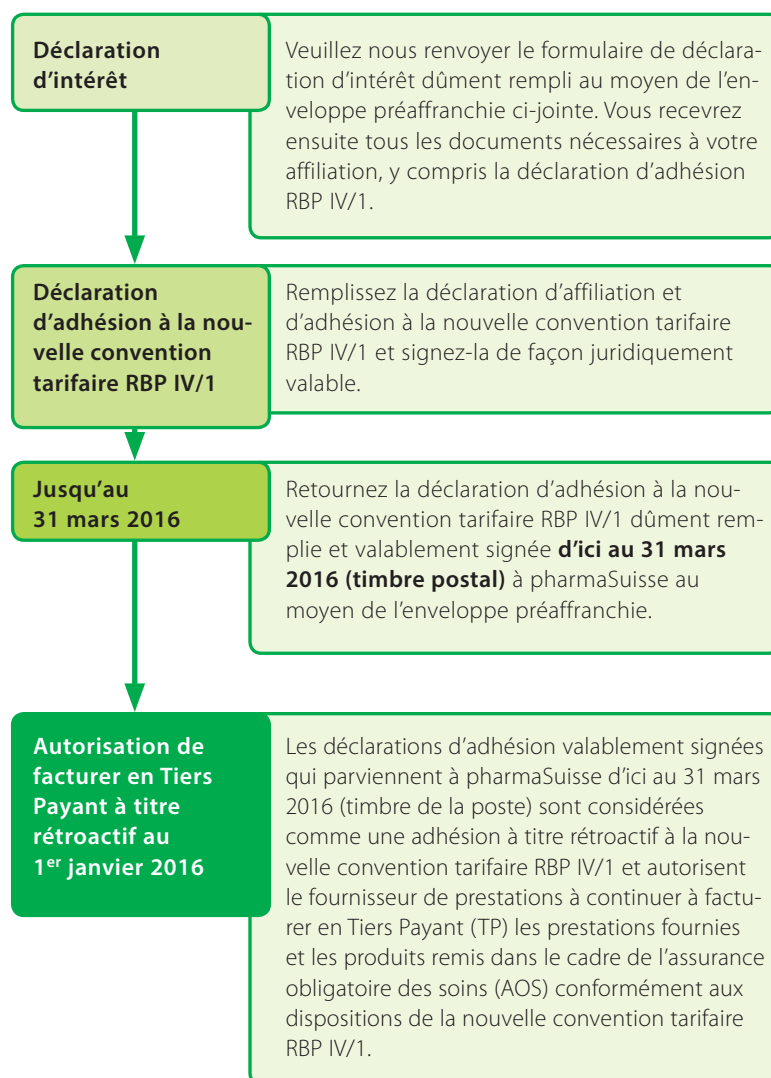 Déclaration
d'intérêt
Veuillez nous renvoyer le formulaire de déclara-
tion d'intérêt dûment rempli au moyen de l'en-
veloppe préaffranchie ci-jointe. Vous recevrez
ensuite tous les documents nécessaires à votre
affiliation, y compris la déclaration d'adhésion
RBP IV/1.
Déclaration
d'adhésion à la nou-
velle convention
tarifaire RBP IV/1
Remplissez la déclaration d'affiliation et
d'adhésion à la nouvelle convention tarifaire
RBP IV/1 et signez-la de façon juridiquement
valable.
Jusqu'au
31 mars 2016
Retournez la déclaration d'adhésion à la nou-
velle convention tarifaire RBP IV/1 dûment rem-
plie et valablement signée d'ici au 31 mars
2016 (timbre postal) à pharmaSuisse au
moyen de l'enveloppe préaffranchie.
Autorisation de
facturer en Tiers
Payant à titre
rétroactif au
1er janvier 2016
Les déclarations d'adhésion valablement signées
qui parviennent à pharmaSuisse d'ici au 31 mars
2016 (timbre de la poste) sont considérées
comme une adhésion à titre rétroactif à la nou-
velle convention tarifaire RBP IV/1 et autorisent
le fournisseur de prestations à continuer à factu-
rer en Tiers Payant (TP) les prestations fournies
et les produits remis dans le cadre de l'assurance
obligatoire des soins (AOS) conformément aux
dispositions de la nouvelle convention tarifaire
RBP IV/1.